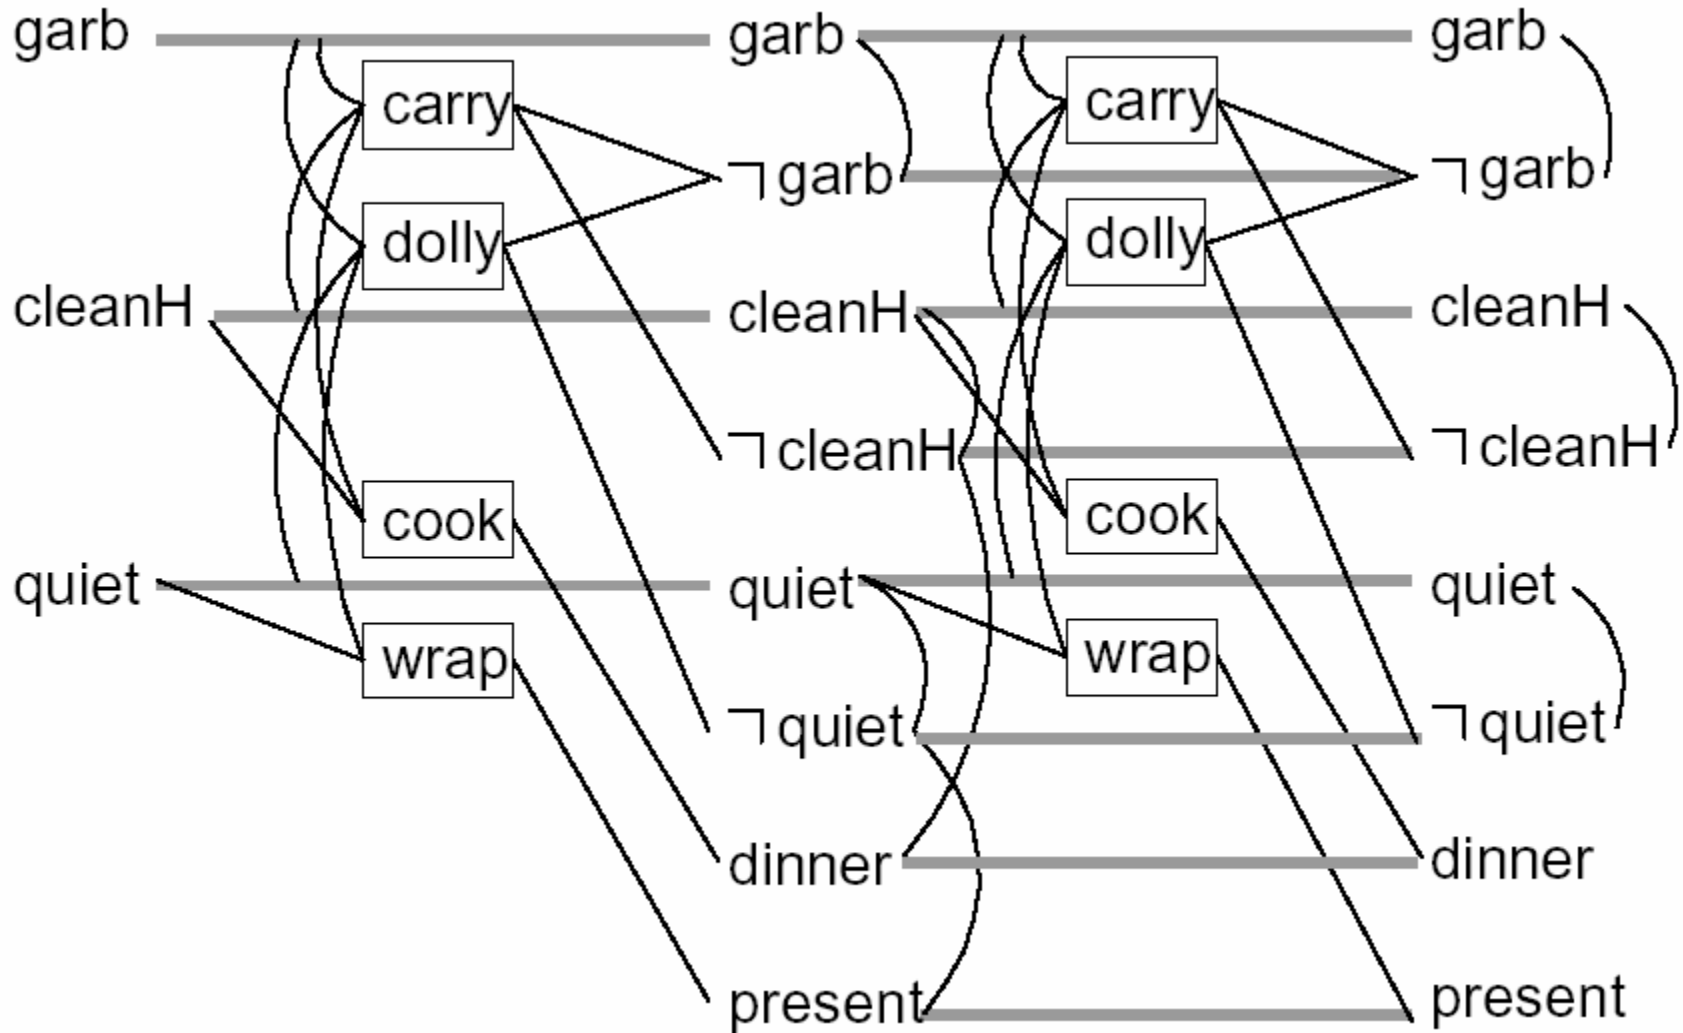 garb garb garb
carry carry
¬ garb ¬ garb
dolly dolly
cleanH cleanH cleanH
¬ cleanH ¬ cleanH
cook cook
quiet quiet quiet
wrap wrap
¬ quiet ¬ quiet
dinner dinner
present present